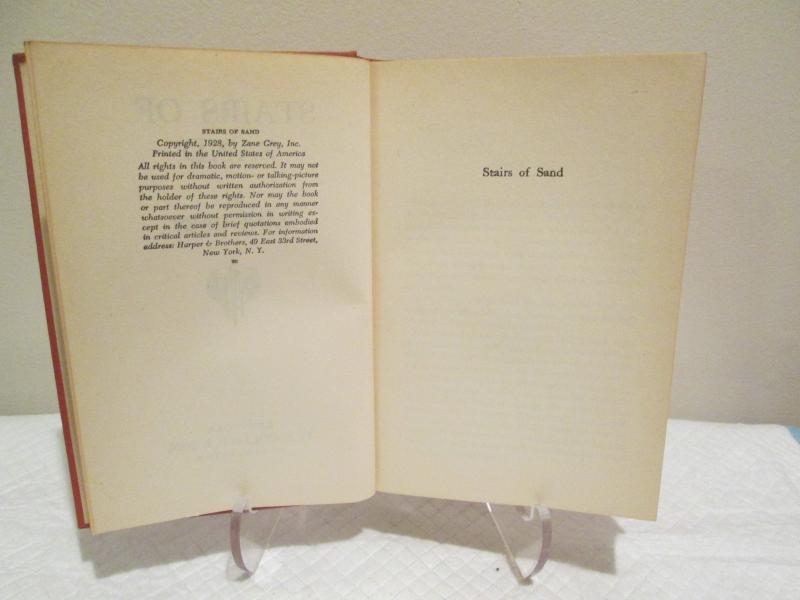 STAIRS OF
STAIRS OF SAND
Copyright, 1928, by Zane Grey, Inc.
Printed in the United States of America
All rights in this book are reserved. It may not
be used for dramatic, motion- or talking-picture
purposes without written authorization from
the holder of these rights. Nor may the book
or part thereof be reproduced in any manner
whatsoever without permission in writing ex-
cept in the case of brief quotations embodied
in critical articles and reviews. For information
address: Harper & Brothers, 49 East 33rd Street,
New York, N. Y.
Stairs of Sand